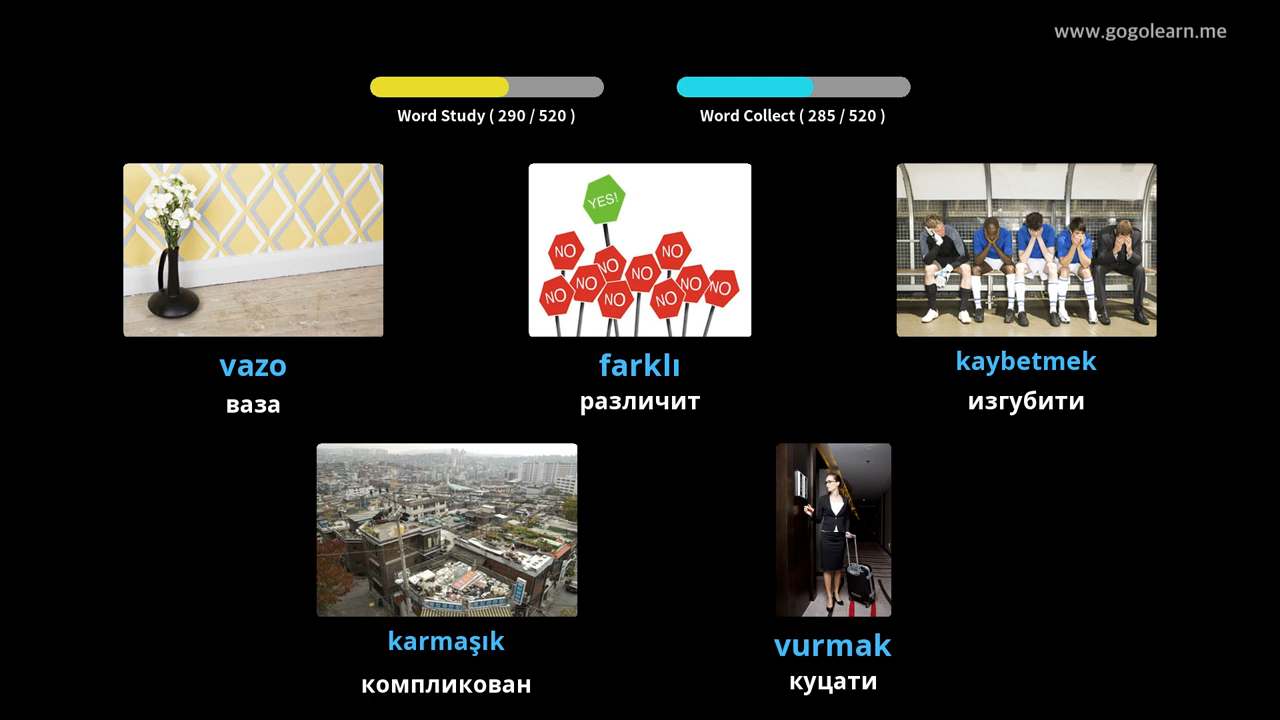 www.gogolearn.me
Word Study ( 290 / 520 )
Word Collect ( 285 / 520 )
YES!
NO
NO
NO
NO
NO
NO
NO
NO
NO
NO
vazo
ваза
farklı
различит
kaybetmek
изгубити
karmaşık
компликован
vurmak
куцати